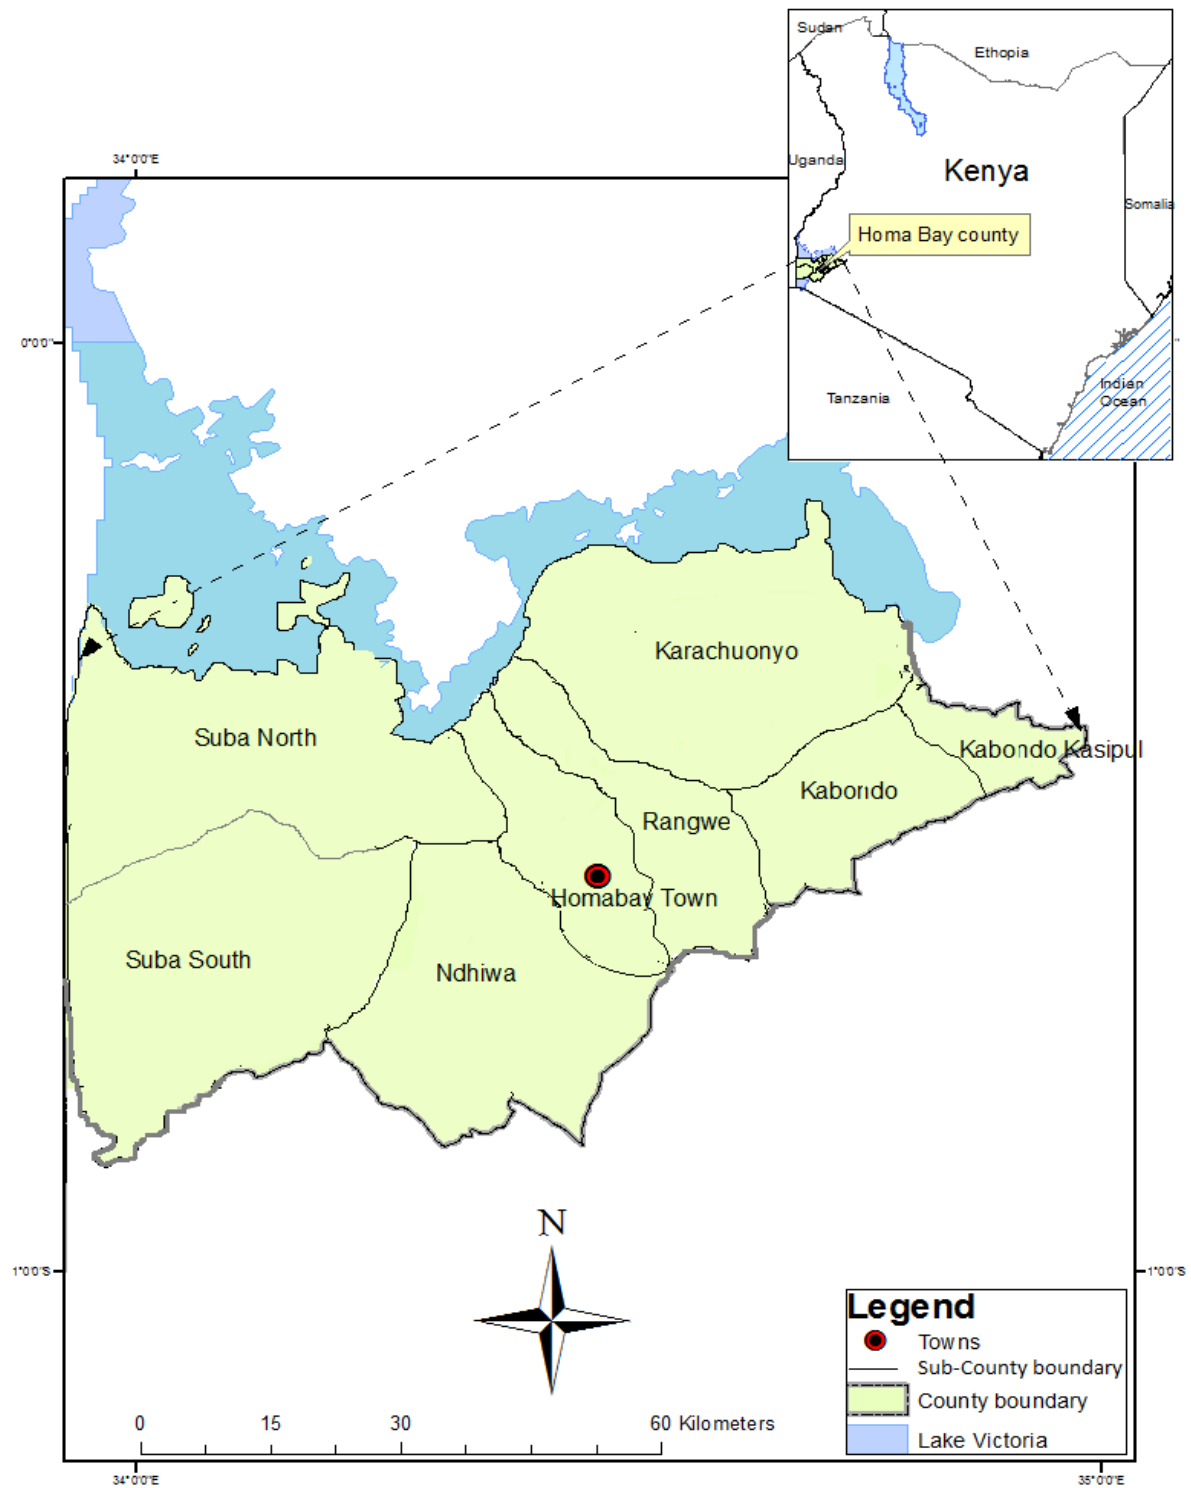 Sudan
Ethiopia
Uganda
Kenya
Somalia
Homa Bay county
Tanzania
Indian
Ocean
34°0'0"E
0°0'0"
"
Karachuonyo
Suba North
Kabondo Kasipul
Kabondo
Rangwe
Homabay Town
Suba South
Ndhiwa
N
1°0'0"S
1°0'0"S
Legend
Towns
Sub-County boundary
County boundary
Lake Victoria
0 15 30 60 Kilometers
34°0'0"E
35°0'0"E